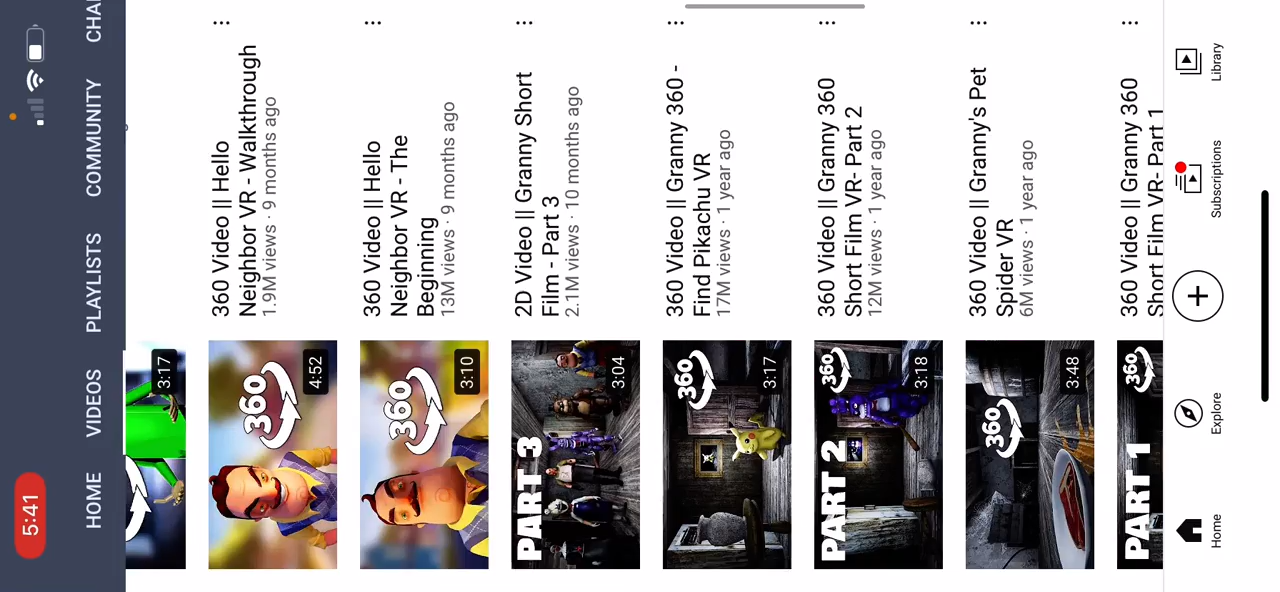 5:41
HOME
VIDEOS
PLAYLISTS
COMMUNITY
3:17
360
4:52
360 Video || Hello
Neighbor VR - Walkthrough
1.9M views · 9 months ago
360
3:10
360 Video || Hello
Neighbor VR - The
Beginning
13M views · 9 months ago
PART 3
3:04
2D Video || Granny Short
Film - Part 3
2.1M views · 10 months ago
360
3:17
360 Video || Granny 360 -
Find Pikachu VR
17M views · 1 year ago
PART 2
360
3:18
360 Video || Granny 360
Short Film VR- Part 2
12M views · 1 year ago
360
3:48
360 Video || Granny's Pet
Spider VR
6M views · 1 year ago
PART 1
360
360 Video || Granny 360
Short Film VR- Part 1
Home
Explore
Subscriptions
Library